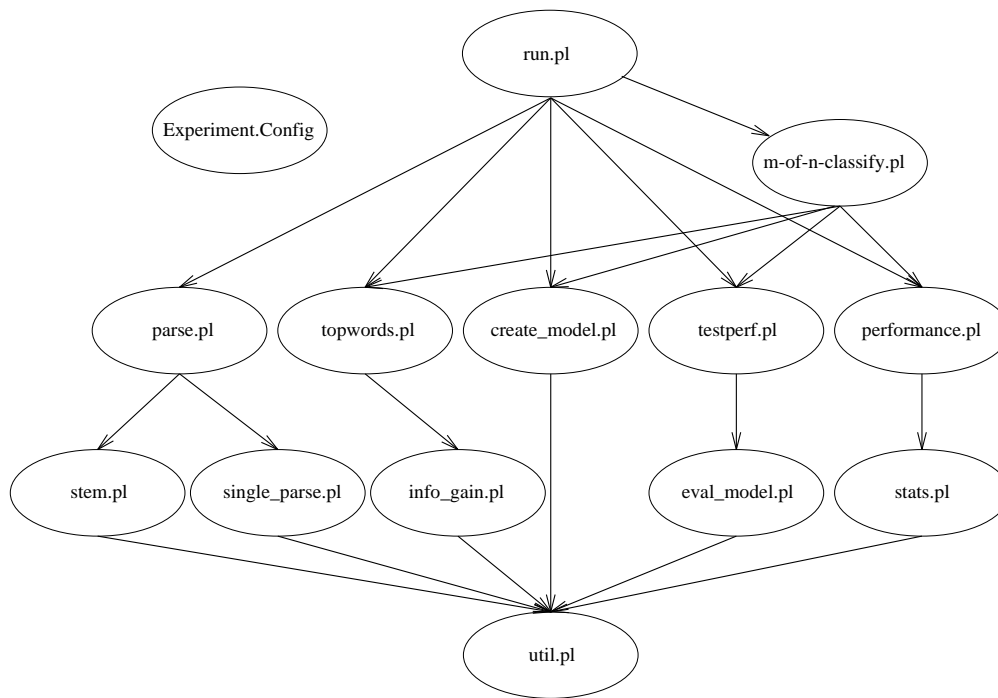 run.pl
Experiment.Config
m-of-n-classify.pl
parse.pl
topwords.pl
create_model.pl
testperf.pl
performance.pl
stem.pl
single_parse.pl
info_gain.pl
eval_model.pl
stats.pl
util.pl